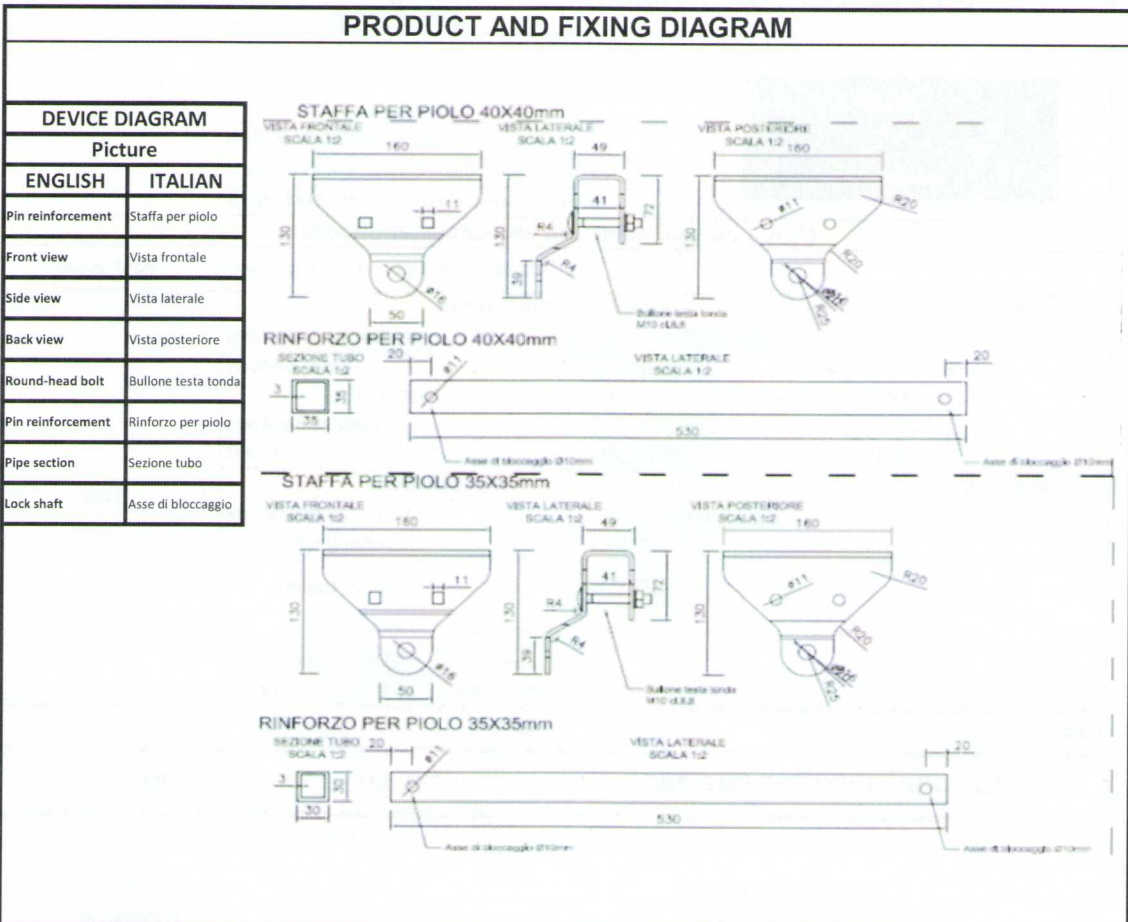 PRODUCT AND FIXING DIAGRAM
DEVICE DIAGRAM
Picture
ENGLISH ITALIAN
Pin reinforcement Staffa per piolo
Front view Vista frontale
Side view Vista laterale
Back view Vista posteriore
Round-head bolt Bullone testa tonda
Pin reinforcement Rinforzo per piolo
Pipe section Sezione tubo
Lock shaft Asse di bloccaggio
STAFFA PER PIOLO 40X40mm
VISTA FRONTALE VISTA LATERALE VISTA POSTERIORE
SCALA 1:2 SCALA 1:2 SCALA 1:2
160 49 160
130 11 130 41 72 R4 R4 39 130 ø11 R20 R20
ø16 R25
50
Bullone testa tonda
M10 cl.8,8
RINFORZO PER PIOLO 40X40mm
SEZIONE TUBO 20 ø11 VISTA LATERALE 20
SCALA 1:2 SCALA 1:2
3 35
35 530
Asse di bloccaggio Ø10mm Asse di bloccaggio Ø10mm
STAFFA PER PIOLO 35X35mm
VISTA FRONTALE VISTA LATERALE VISTA POSTERIORE
SCALA 1:2 SCALA 1:2 SCALA 1:2
160 49 160
130 11 130 41 72 R4 R4 39 130 ø11 R20 R20
ø16 R25
50
Bullone testa tonda
M10 cl.8,8
RINFORZO PER PIOLO 35X35mm
SEZIONE TUBO 20 ø11 VISTA LATERALE 20
SCALA 1:2 SCALA 1:2
3 30
30 530
Asse di bloccaggio Ø10mm Asse di bloccaggio Ø10mm